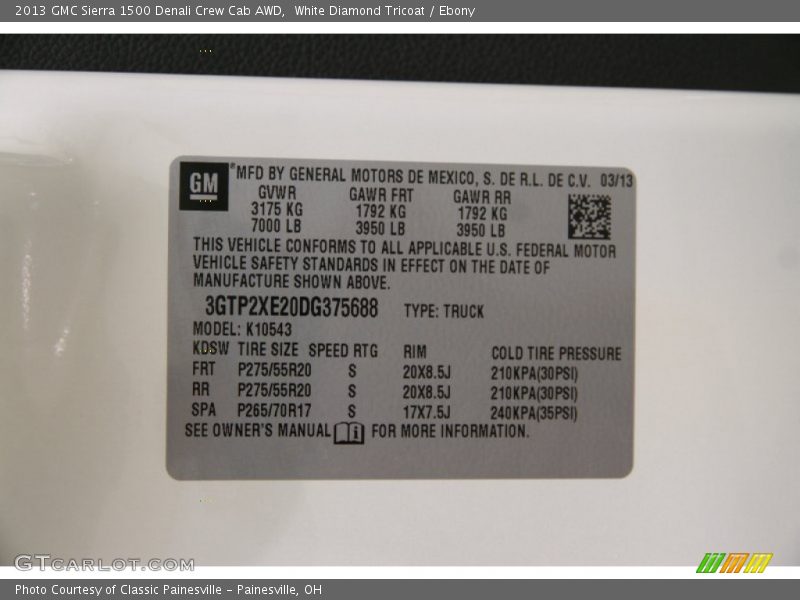 2013 GMC Sierra 1500 Denali Crew Cab AWD, White Diamond Tricoat / Ebony
GM ® MFD BY GENERAL MOTORS DE MEXICO, S. DE R.L. DE C.V. 03/13
GVWR GAWR FRT GAWR RR
3175 KG 1792 KG 1792 KG
7000 LB 3950 LB 3950 LB
THIS VEHICLE CONFORMS TO ALL APPLICABLE U.S. FEDERAL MOTOR
VEHICLE SAFETY STANDARDS IN EFFECT ON THE DATE OF
MANUFACTURE SHOWN ABOVE.
3GTP2XE20DG375688 TYPE: TRUCK
MODEL: K10543
KDSW TIRE SIZE SPEED RTG RIM COLD TIRE PRESSURE
FRT P275/55R20 S 20X8.5J 210KPA(30PSI)
RR P275/55R20 S 20X8.5J 210KPA(30PSI)
SPA P265/70R17 S 17X7.5J 240KPA(35PSI)
SEE OWNER'S MANUAL i FOR MORE INFORMATION.
GTCARLOT.COM
Photo Courtesy of Classic Painesville - Painesville, OH